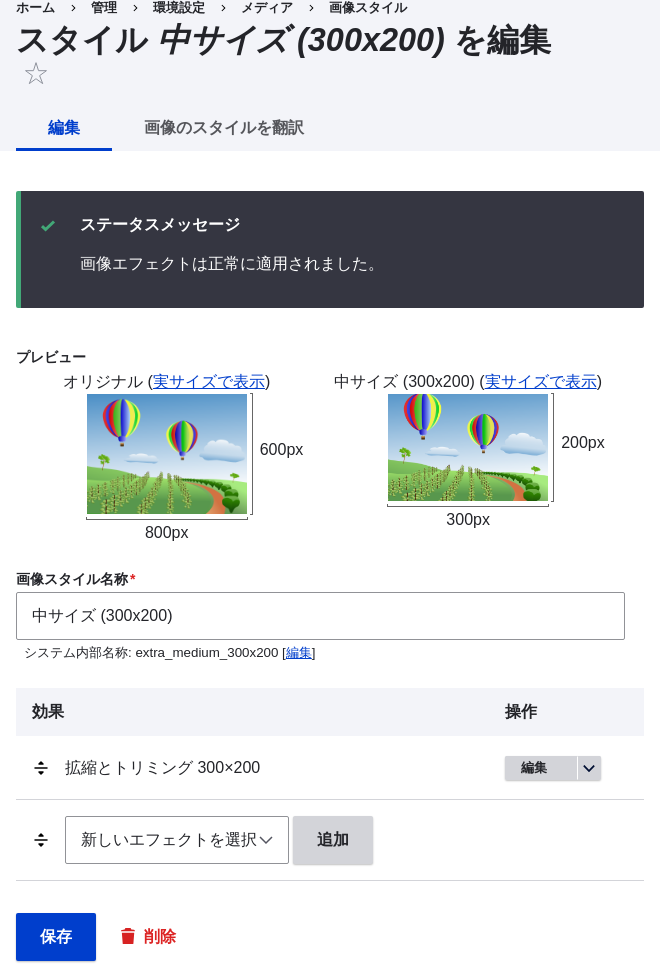 ホーム › 管理 › 環境設定 › メディア › 画像スタイル
スタイル 中サイズ (300x200) を編集
編集 画像のスタイルを翻訳
ステータスメッセージ
画像エフェクトは正常に適用されました。
プレビュー
オリジナル (実サイズで表示) 中サイズ (300x200) (実サイズで表示)
600px 200px
800px 300px
画像スタイル名称*
中サイズ (300x200)
システム内部名称: extra_medium_300x200 [編集]
効果 操作
拡縮とトリミング 300×200 編集
新しいエフェクトを選択 追加
保存 削除